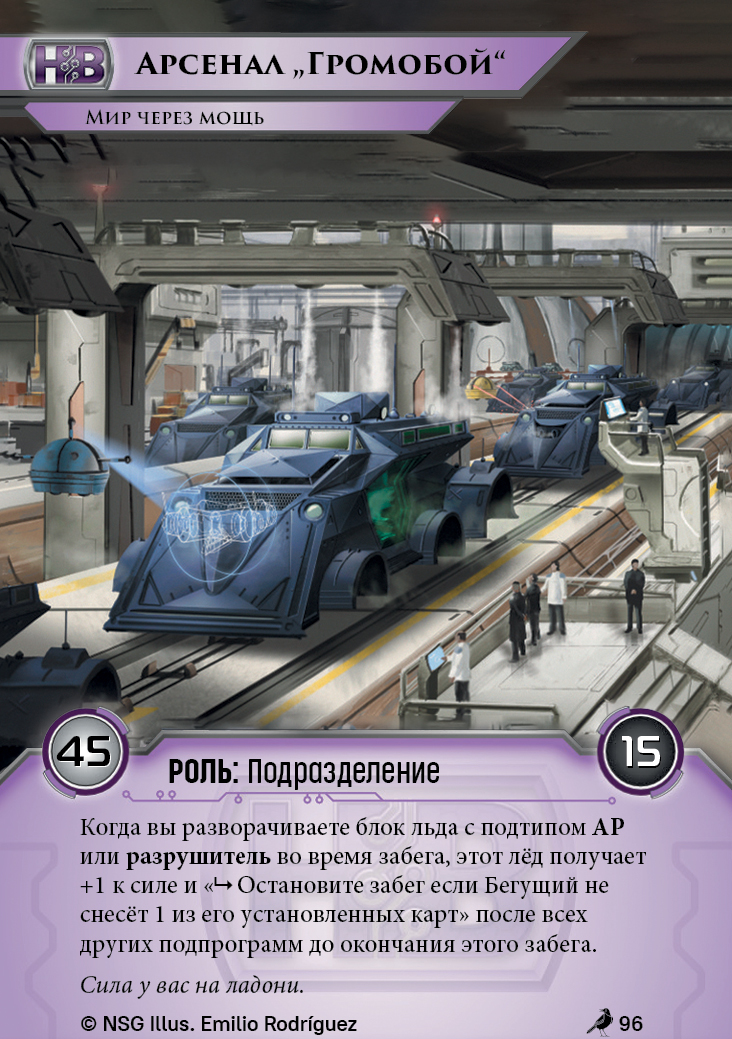 HB
Арсенал „Громобой“
Мир через мощь
45
15
РОЛЬ: Подразделение
Когда вы разворачиваете блок льда с подтипом АР
или разрушитель во время забега, этот лёд получает
+1 к силе и «↳ Остановите забег если Бегущий не
снесёт 1 из его установленных карт» после всех
других подпрограмм до окончания этого забега.
Сила у вас на ладони.
© NSG Illus. Emilio Rodríguez
96